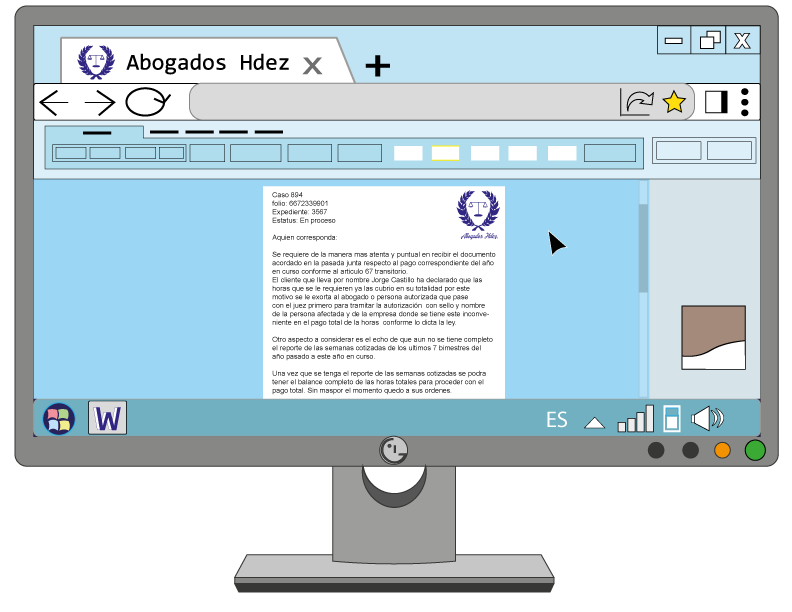 Abogados Hdez X
X
Caso 894
folio: 6672339901
Expediente: 3567
Estatus: En proceso
Abogados Hdez.
Aquien corresponda:
Se requiere de la manera mas atenta y puntual en recibir el documento
acordado en la pasada junta respecto al pago correspondiente del año
en curso conforme al articulo 67 transitorio.
El cliente que lleva por nombre Jorge Castillo ha declarado que las
horas que se le requieren ya las cubrio en su totalidad por este
motivo se le exorta al abogado o persona autorizada que pase
con el juez primero para tramitar la autorización con sello y nombre
de la persona afectada y de la empresa donde se tiene este inconve-
niente en el pago total de la horas conforme lo dicta la ley.
Otro aspecto a considerar es el echo de que aun no se tiene completo
el reporte de las semanas cotizadas de los ultimos 7 bimestres del
año pasado a este año en curso.
Una vez que se tenga el reporte de las semanas cotizadas se podra
tener el balance completo de las horas totales para proceder con el
pago total. Sin maspor el momento quedo a sus ordenes.
W
ES